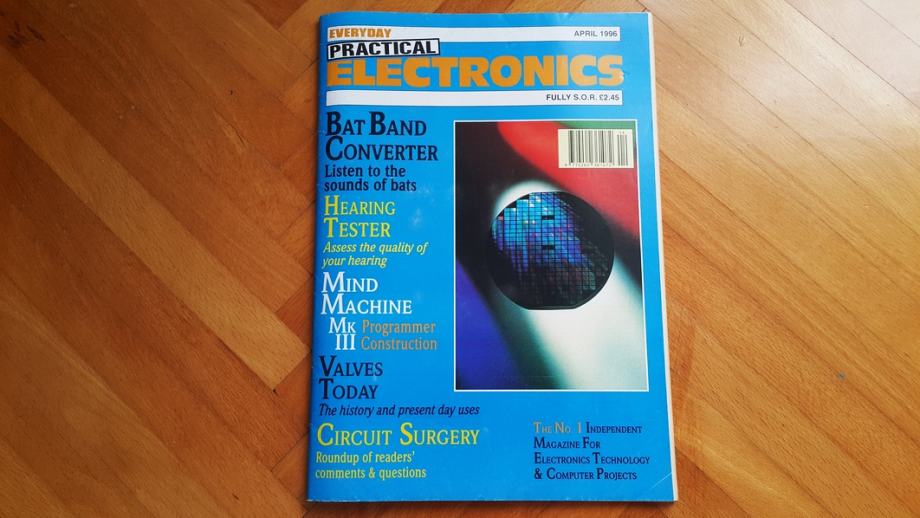 EVERYDAY
APRIL 1996
PRACTICAL
ELECTRONICS
FULLY S.O.R. £2.45
BAT BAND
CONVERTER
Listen to the
sounds of bats
HEARING
TESTER
Assess the quality of
your hearing
MIND
MACHINE
MK Programmer
III Construction
VALVES
TODAY
The history and present day uses
CIRCUIT SURGERY
Roundup of readers'
comments & questions
THE NO. 1 INDEPENDENT
MAGAZINE FOR
ELECTRONICS TECHNOLOGY
& COMPUTER PROJECTS